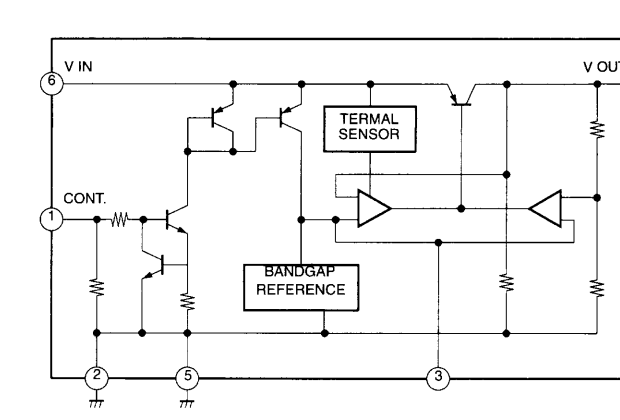 V IN
6
V OUT
TERMAL
SENSOR
CONT.
1
BANDGAP
REFERENCE
2
5
3